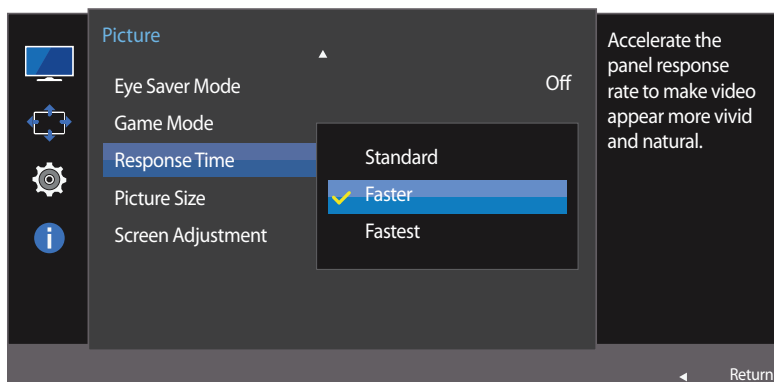 Picture
Eye Saver Mode Off
Game Mode
Response Time
Picture Size
Screen Adjustment
Standard
Faster
Fastest
Accelerate the
panel response
rate to make video
appear more vivid
and natural.
Return